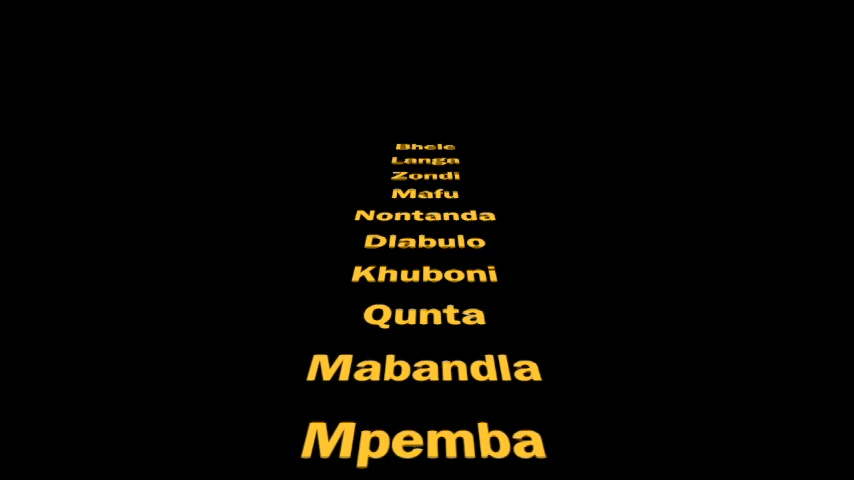 Bhele
Langa
Zondi
Mafu
Nontanda
Dlabulo
Khuboni
Qunta
Mabandla
Mpemba